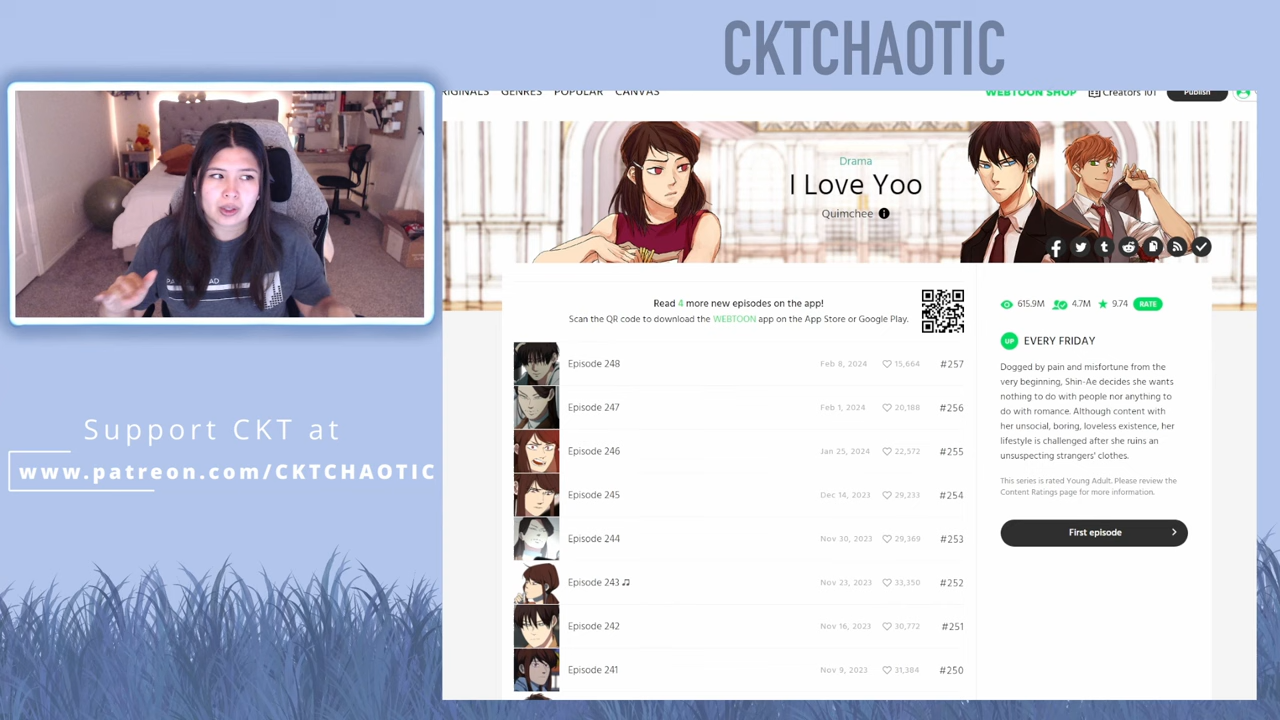 CKTCHAOTIC
RIGINALS GENRES POPULAR CANVAS
WEBTOON SHOP Creators 101 Publish
Drama
I Love Yoo
Quimchee
Read 4 more new episodes on the app!
Scan the QR code to download the WEBTOON app on the App Store or Google Play.
Episode 248 Feb 8, 2024 15,664 #257
Episode 247 Feb 1, 2024 20,188 #256
Episode 246 Jan 25, 2024 22,572 #255
Episode 245 Dec 14, 2023 29,233 #254
Episode 244 Nov 30, 2023 29,369 #253
Episode 243 ♫ Nov 23, 2023 33,350 #252
Episode 242 Nov 16, 2023 30,772 #251
Episode 241 Nov 9, 2023 31,384 #250
615.9M 4.7M 9.74 RATE
UP EVERY FRIDAY
Dogged by pain and misfortune from the
very beginning, Shin-Ae decides she wants
nothing to do with people nor anything to
do with romance. Although content with
her unsocial, boring, loveless existence, her
lifestyle is challenged after she ruins an
unsuspecting strangers' clothes.
This series is rated Young Adult. Please review the
Content Ratings page for more information.
First episode
Support CKT at
www.patreon.com/CKTCHAOTIC